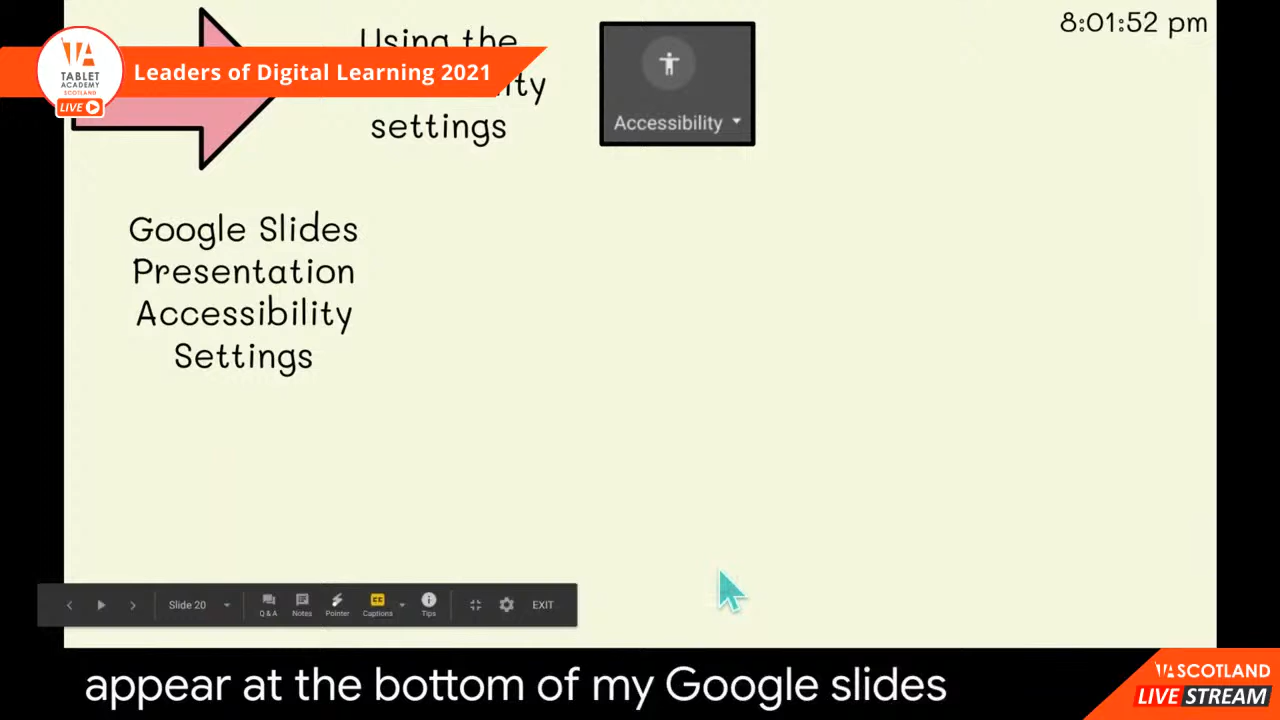 8:01:52 pm
Using the
settings
Accessibility
TABLET
ACADEMY
SCOTLAND
LIVE
Leaders of Digital Learning 2021
Google Slides
Presentation
Accessibility
Settings
Slide 20
Q & A
Notes
Pointer
CC
Captions
Tips
EXIT
appear at the bottom of my Google slides
TA SCOTLAND
LIVE STREAM